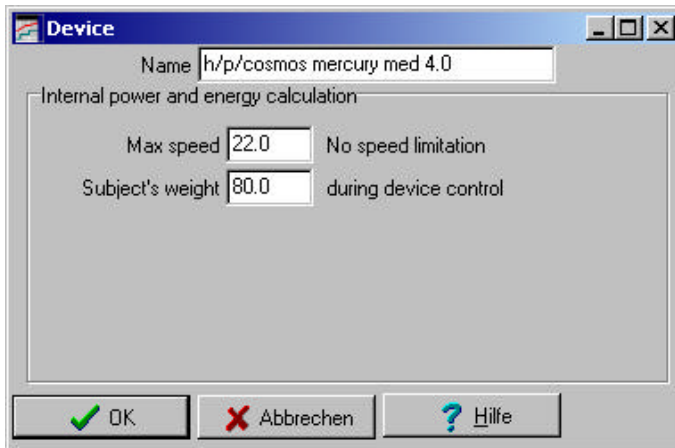 Device
Name h/p/cosmos mercury med 4.0
Internal power and energy calculation
Max speed 22.0 No speed limitation
Subject's weight 80.0 during device control
OK Abbrechen Hilfe